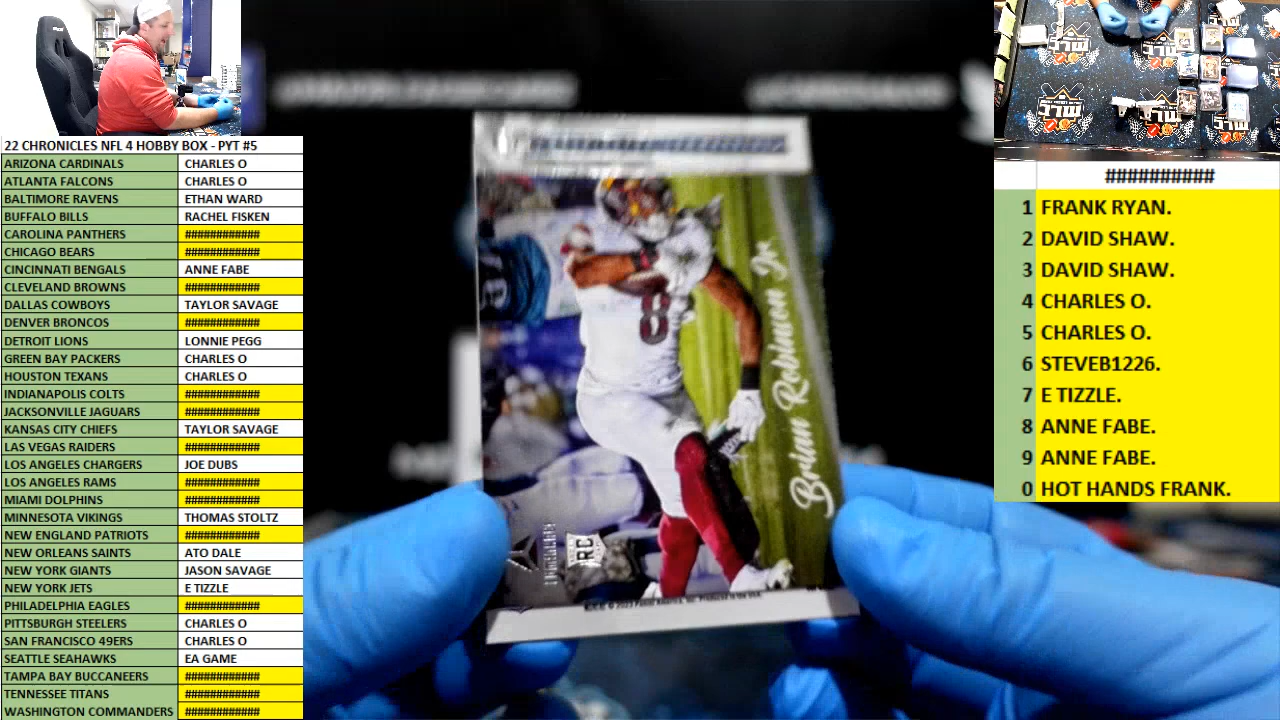 22 CHRONICLES NFL 4 HOBBY BOX - PYT #5
ARIZONA CARDINALS CHARLES O
ATLANTA FALCONS CHARLES O
BALTIMORE RAVENS ETHAN WARD
BUFFALO BILLS RACHEL FISKEN
CAROLINA PANTHERS ############
CHICAGO BEARS ############
CINCINNATI BENGALS ANNE FABE
CLEVELAND BROWNS ############
DALLAS COWBOYS TAYLOR SAVAGE
DENVER BRONCOS ############
DETROIT LIONS LONNIE PEGG
GREEN BAY PACKERS CHARLES O
HOUSTON TEXANS CHARLES O
INDIANAPOLIS COLTS ############
JACKSONVILLE JAGUARS ############
KANSAS CITY CHIEFS TAYLOR SAVAGE
LAS VEGAS RAIDERS ############
LOS ANGELES CHARGERS JOE DUBS
LOS ANGELES RAMS ############
MIAMI DOLPHINS ############
MINNESOTA VIKINGS THOMAS STOLTZ
NEW ENGLAND PATRIOTS ############
NEW ORLEANS SAINTS ATO DALE
NEW YORK GIANTS JASON SAVAGE
NEW YORK JETS E TIZZLE
PHILADELPHIA EAGLES ############
PITTSBURGH STEELERS CHARLES O
SAN FRANCISCO 49ERS CHARLES O
SEATTLE SEAHAWKS EA GAME
TAMPA BAY BUCCANEERS ############
TENNESSEE TITANS ############
WASHINGTON COMMANDERS ############
8
Brian Robinson Jr.
LUMINANCE
RC
##########
1 FRANK RYAN.
2 DAVID SHAW.
3 DAVID SHAW.
4 CHARLES O.
5 CHARLES O.
6 STEVEB1226.
7 E TIZZLE.
8 ANNE FABE.
9 ANNE FABE.
0 HOT HANDS FRANK.